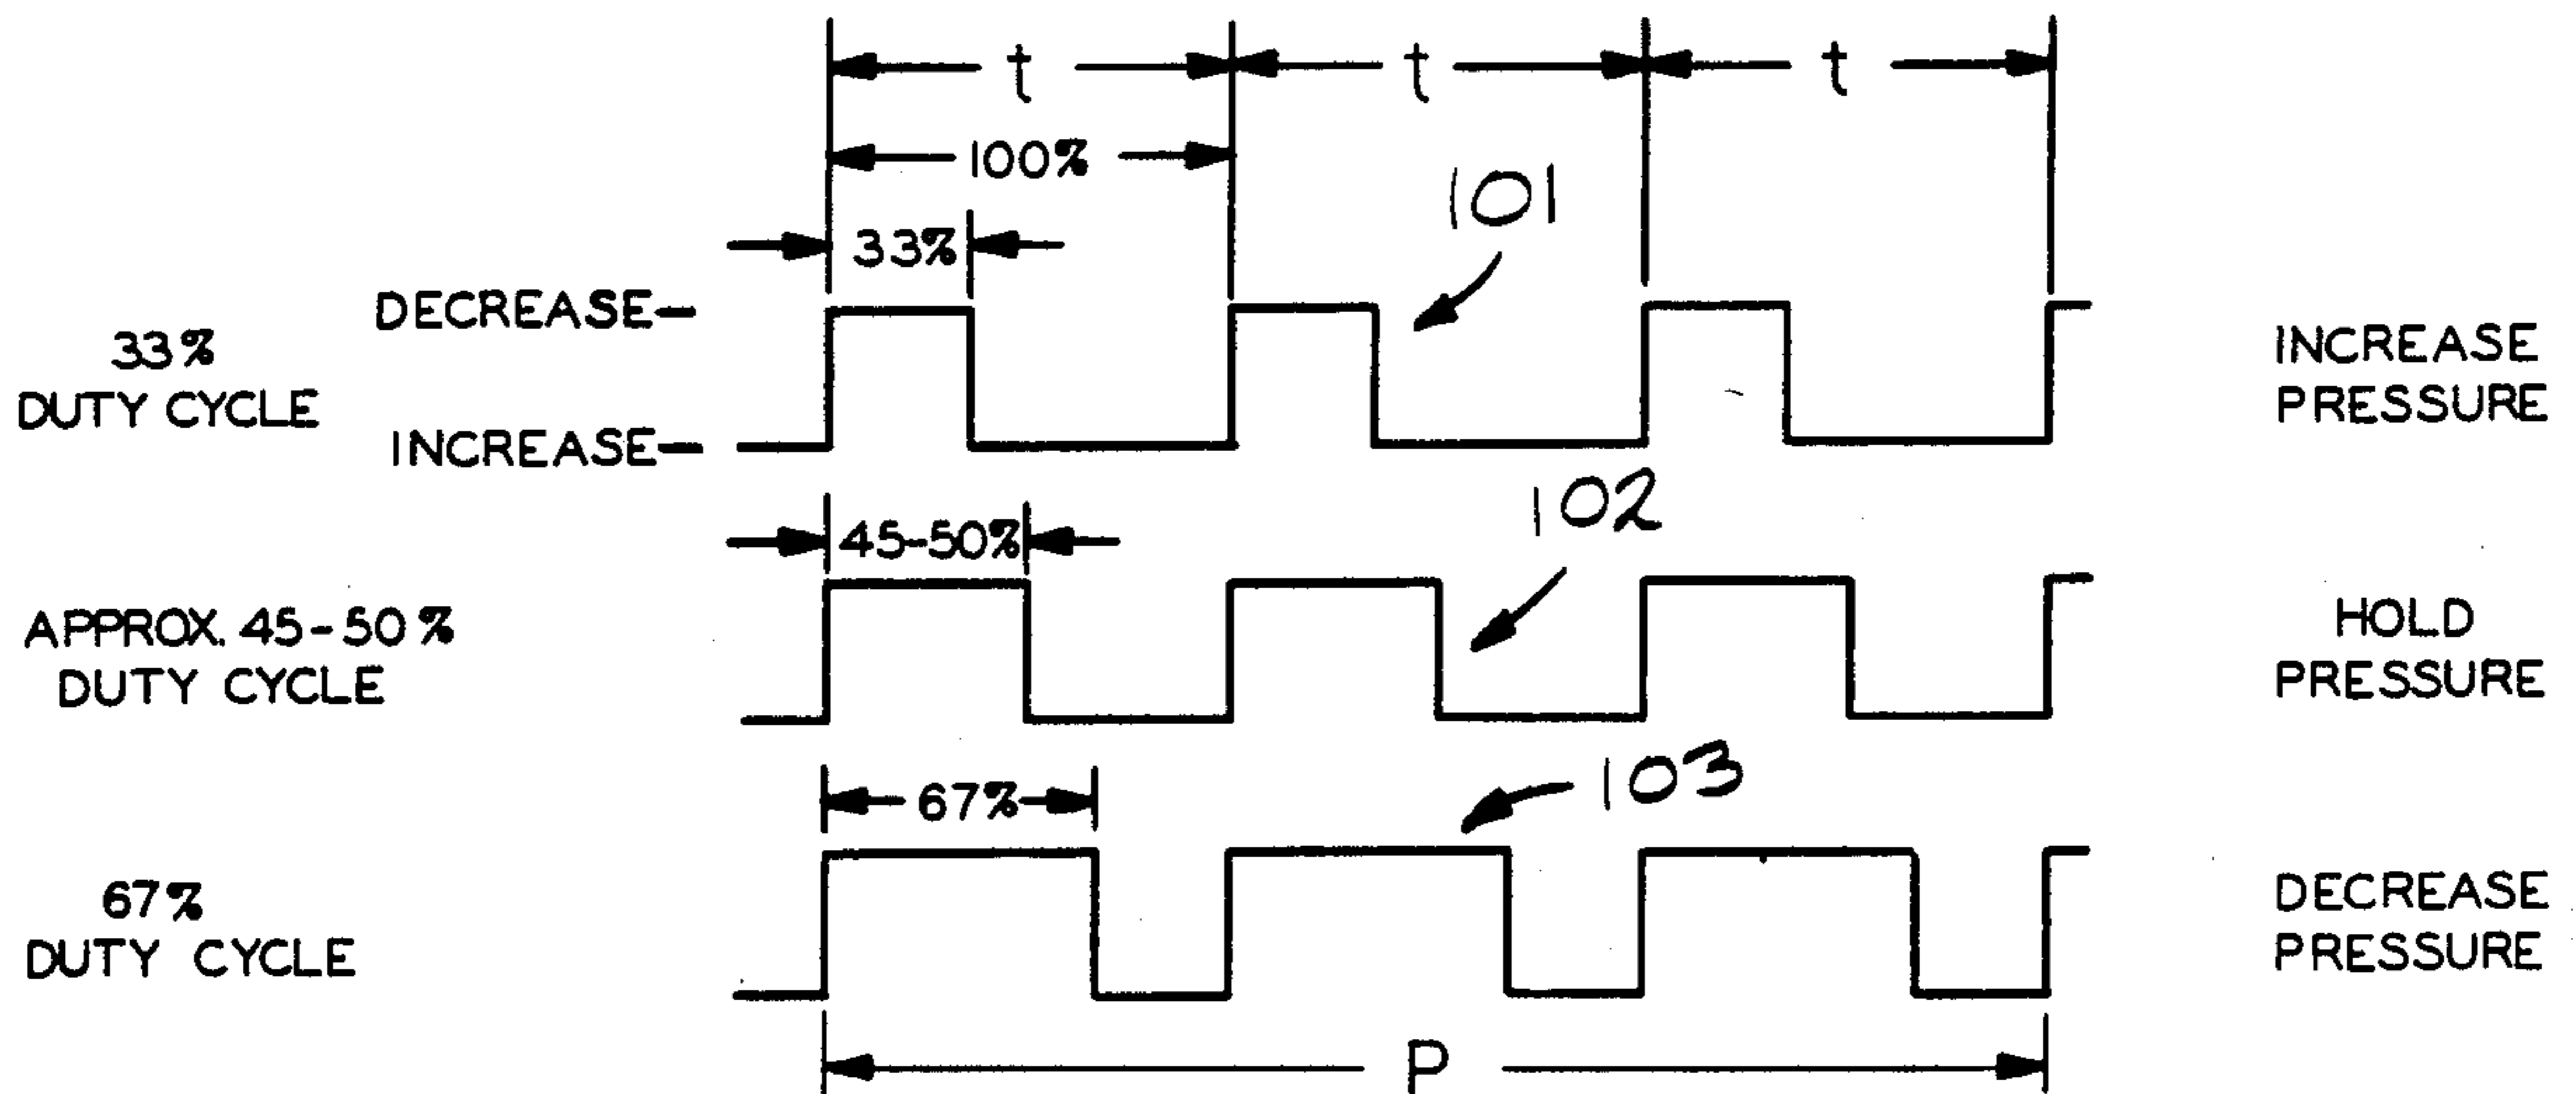 t t t
100%
101
33%
DECREASE-
33%
DUTY CYCLE
INCREASE-
INCREASE
PRESSURE
102
45-50%
APPROX. 45-50%
DUTY CYCLE
HOLD
PRESSURE
103
67%
67%
DUTY CYCLE
DECREASE
PRESSURE
P